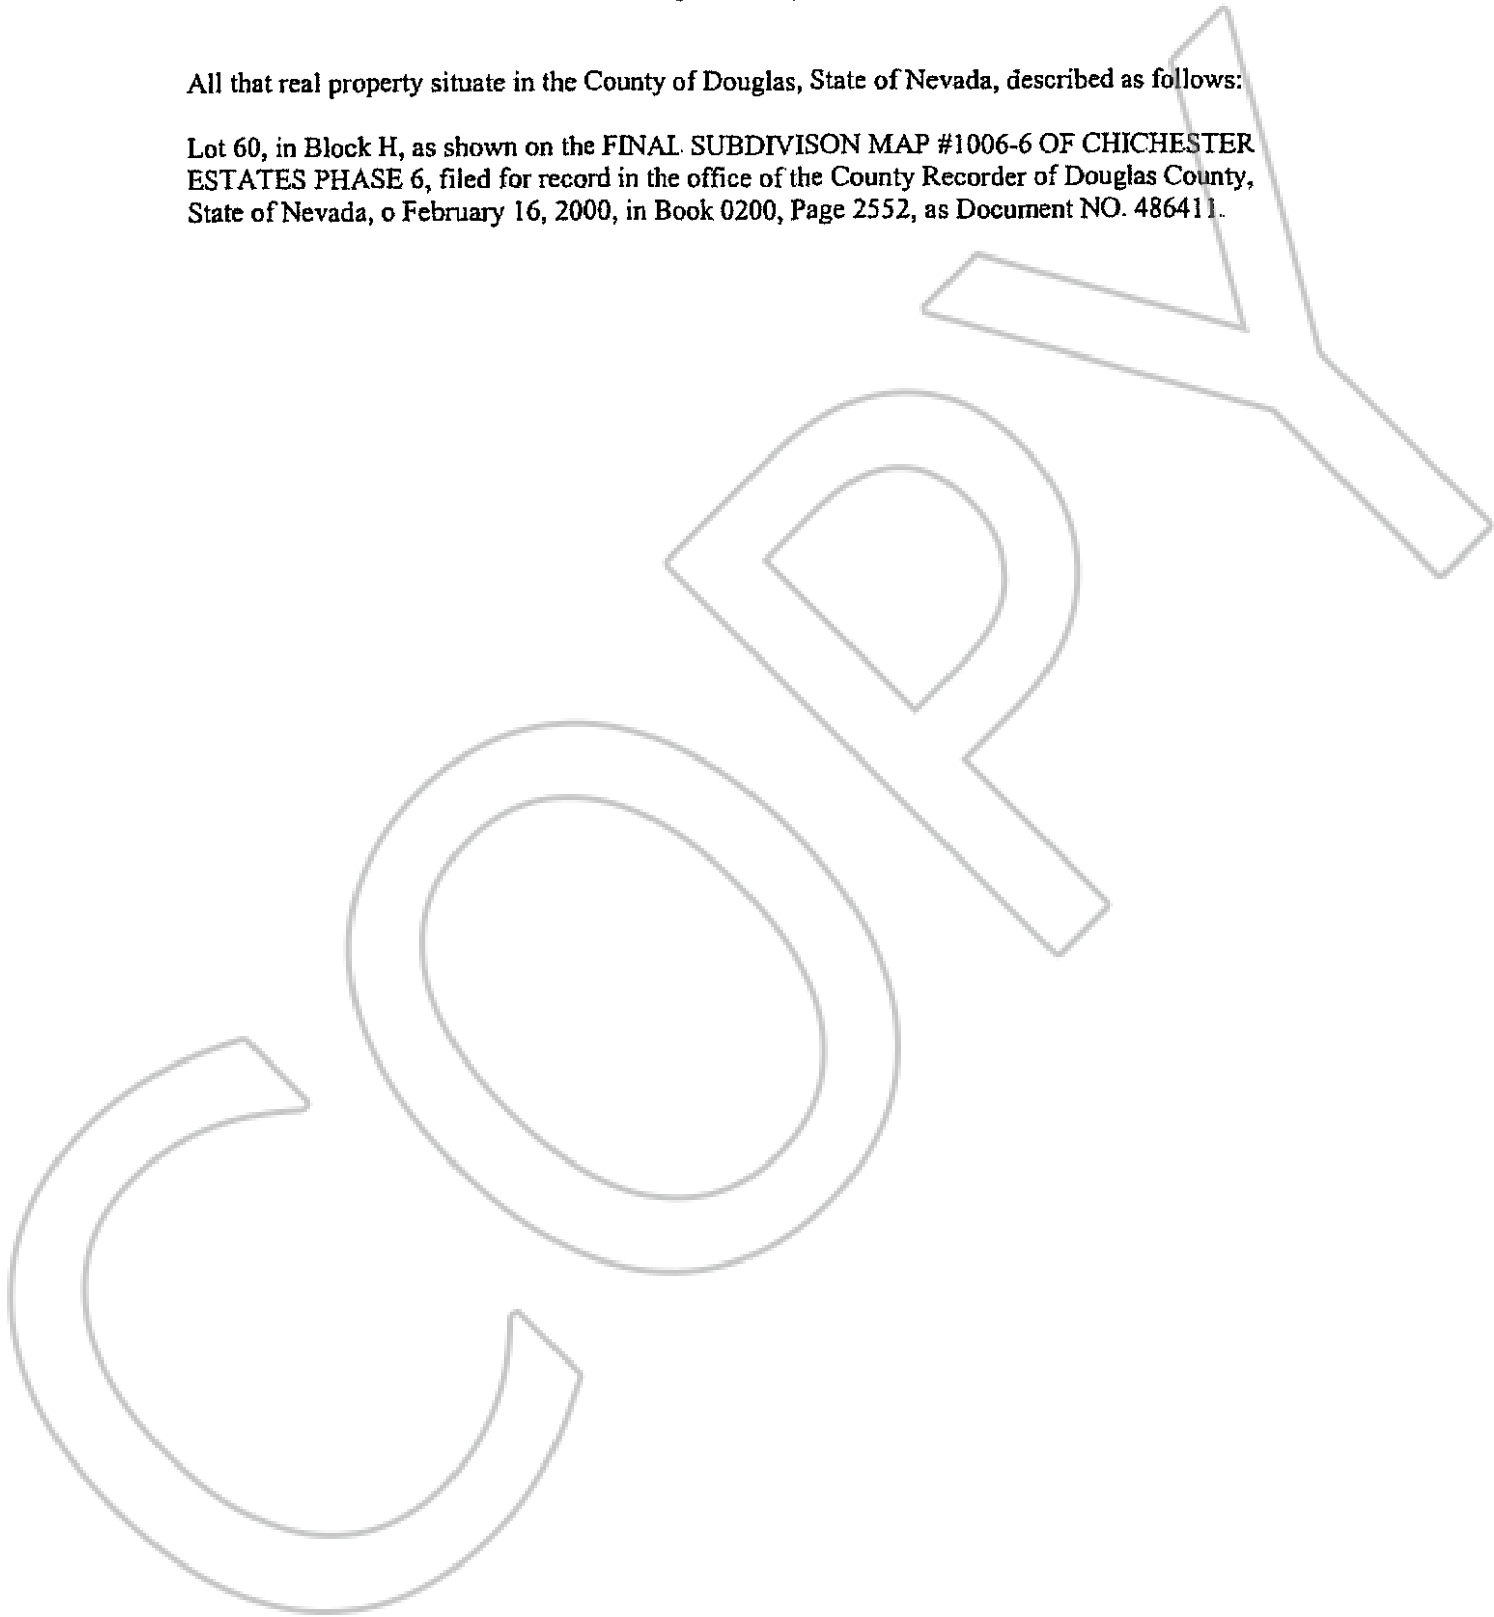 All that real property situate in the County of Douglas, State of Nevada, described as follows:
Lot 60, in Block H, as shown on the FINAL SUBDIVISON MAP #1006-6 OF CHICHESTER
ESTATES PHASE 6, filed for record in the office of the County Recorder of Douglas County,
State of Nevada, o February 16, 2000, in Book 0200, Page 2552, as Document NO. 486411.
COPY